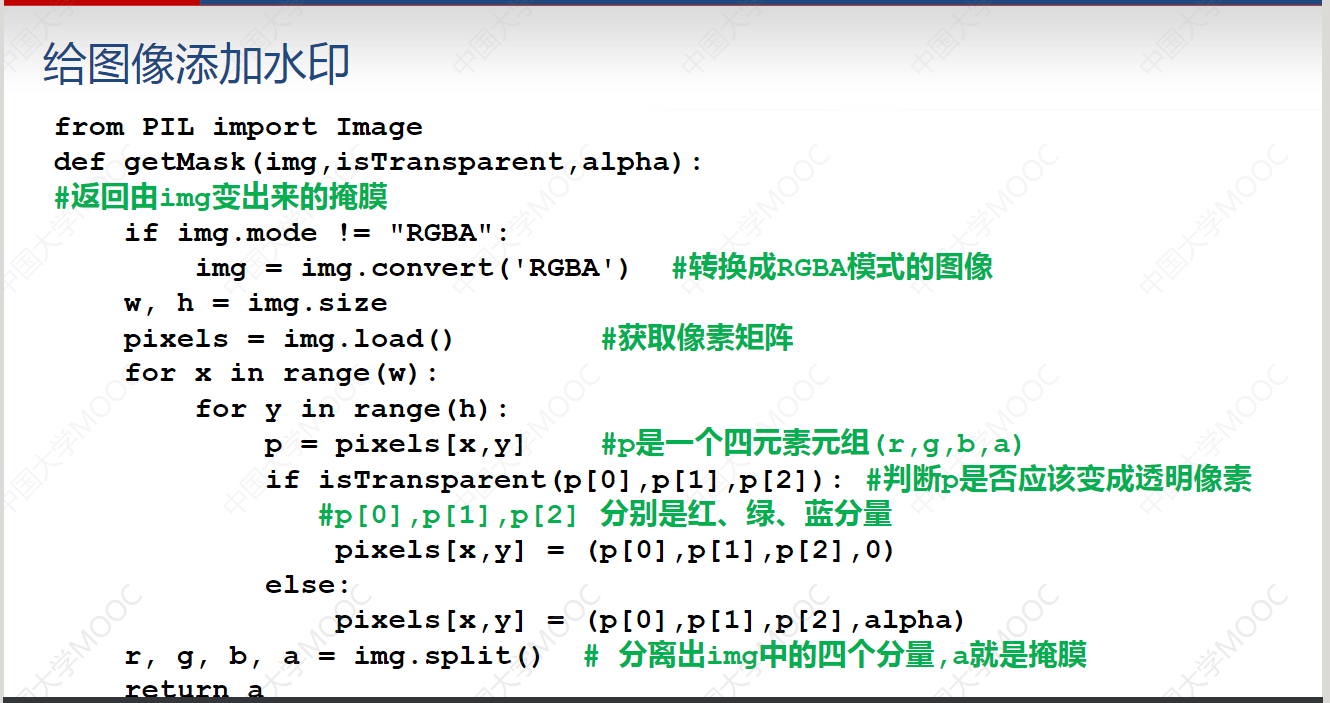 给图像添加水印
from PIL import Image
def getMask(img,isTransparent,alpha):
#返回由img变出来的掩膜
    if img.mode != "RGBA":
        img = img.convert('RGBA')  #转换成RGBA模式的图像
    w, h = img.size
    pixels = img.load()        #获取像素矩阵
    for x in range(w):
        for y in range(h):
            p = pixels[x,y]    #p是一个四元素元组(r,g,b,a)
            if isTransparent(p[0],p[1],p[2]): #判断p是否应该变成透明像素
               #p[0],p[1],p[2] 分别是红、绿、蓝分量
                pixels[x,y] = (p[0],p[1],p[2],0)
            else:
                pixels[x,y] = (p[0],p[1],p[2],alpha)
    r, g, b, a = img.split()  # 分离出img中的四个分量,a就是掩膜
    return a
中国大学MOOC